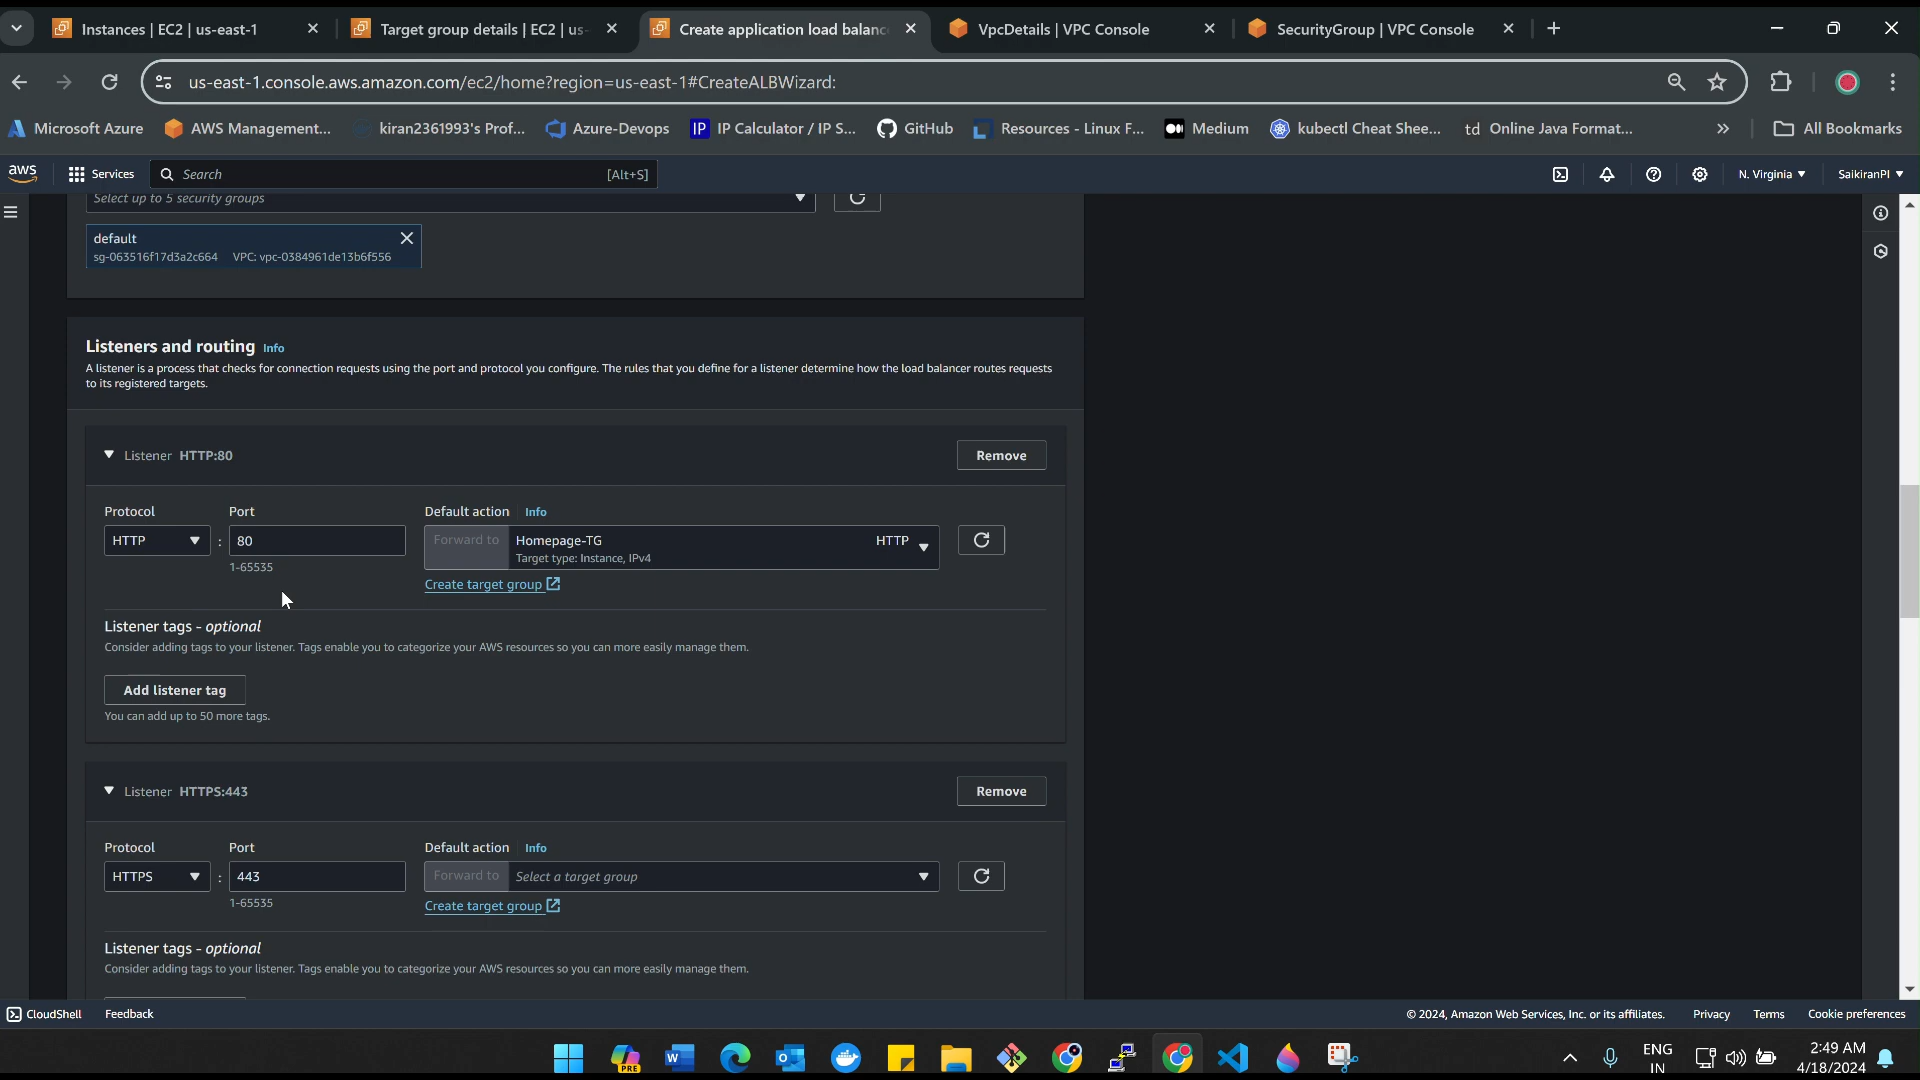 Instances | EC2 | us-east-1
Target group details | EC2 | us-
Create application load balanc
VpcDetails | VPC Console
SecurityGroup | VPC Console
us-east-1.console.aws.amazon.com/ec2/home?region=us-east-1#CreateALBWizard:
Microsoft Azure
AWS Management...
kiran2361993's Prof...
Azure-Devops
IP
IP Calculator / IP S...
GitHub
Resources - Linux F...
Medium
kubectl Cheat Shee...
td
Online Java Format...
»
All Bookmarks
aws
Services
Search
[Alt+S]
N. Virginia
SaikiranPI
Select up to 5 security groups
default
sg-063516f17d3a2c664 VPC: vpc-0384961de13b6f556
Listeners and routing Info
A listener is a process that checks for connection requests using the port and protocol you configure. The rules that you define for a listener determine how the load balancer routes requests
to its registered targets.
Listener HTTP:80
Remove
Protocol
Port
Default action
Info
HTTP
:
80
Forward to
Homepage-TG
HTTP
Target type: Instance, IPv4
1-65535
Create target group
Listener tags - optional
Consider adding tags to your listener. Tags enable you to categorize your AWS resources so you can more easily manage them.
Add listener tag
You can add up to 50 more tags.
Listener HTTPS:443
Remove
Protocol
Port
Default action
Info
HTTPS
:
443
Forward to
Select a target group
1-65535
Create target group
Listener tags - optional
Consider adding tags to your listener. Tags enable you to categorize your AWS resources so you can more easily manage them.
CloudShell
Feedback
© 2024, Amazon Web Services, Inc. or its affiliates.
Privacy
Terms
Cookie preferences
PRE
ENG
IN
2:49 AM
4/18/2024